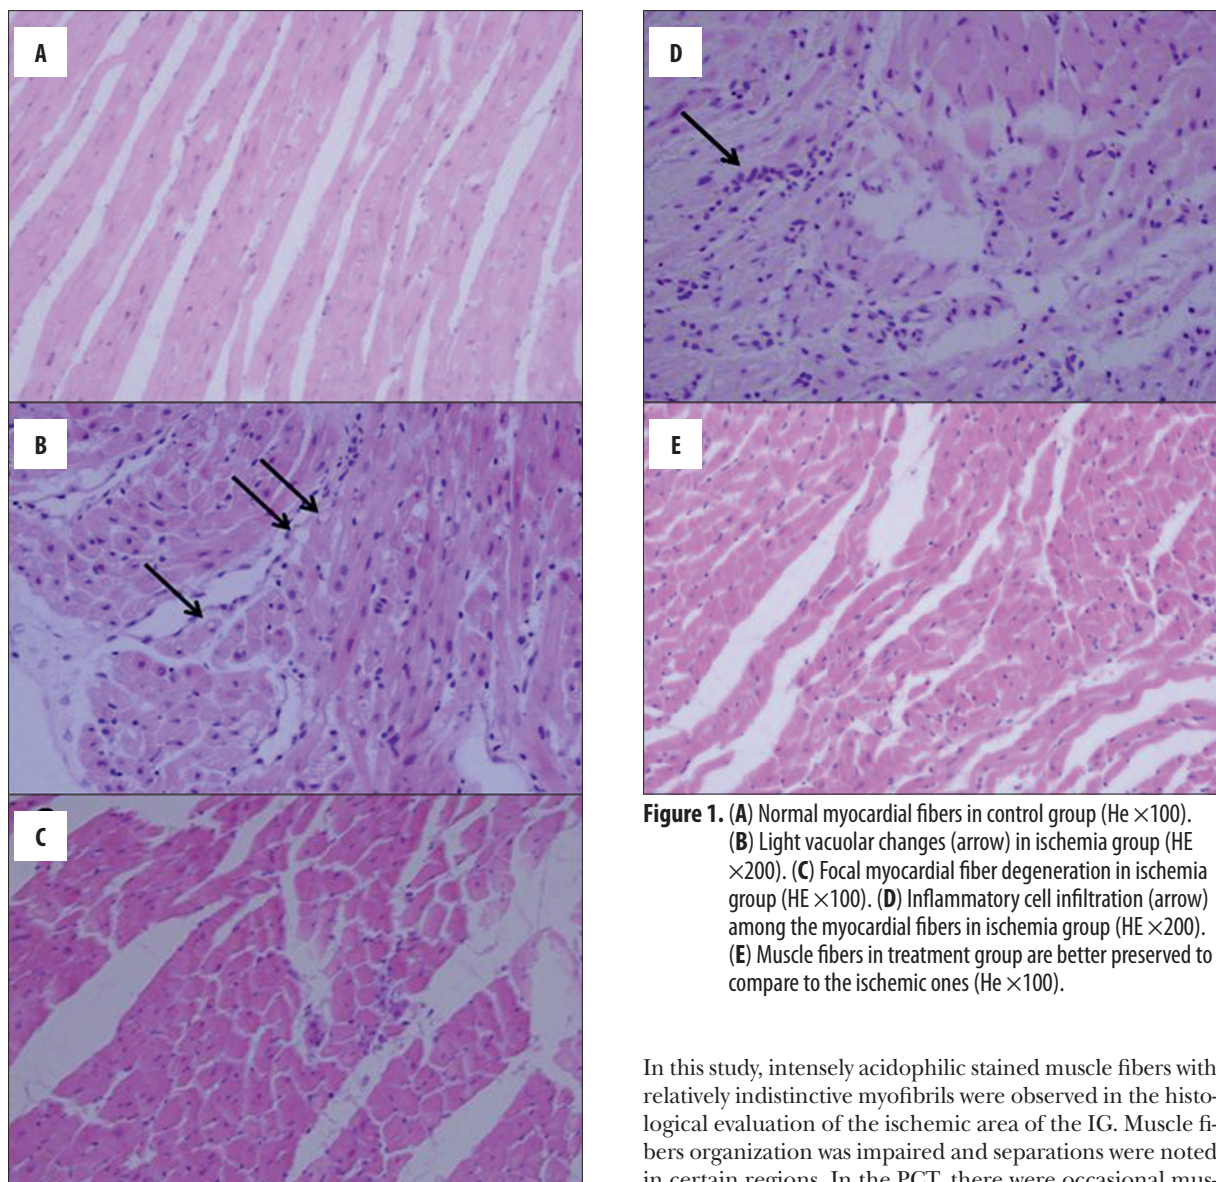 A
B
C
D
E
Figure 1. (A) Normal myocardial fibers in control group (He ×100).
(B) Light vacuolar changes (arrow) in ischemia group (HE
×200). (C) Focal myocardial fiber degeneration in ischemia
group (HE ×100). (D) Inflammatory cell infiltration (arrow)
among the myocardial fibers in ischemia group (HE ×200).
(E) Muscle fibers in treatment group are better preserved to
compare to the ischemic ones (He ×100).
In this study, intensely acidophilic stained muscle fibers with
relatively indistinctive myofibrils were observed in the histo-
logical evaluation of the ischemic area of the IG. Muscle fi-
bers organization was impaired and separations were noted
in certain regions. In the PCT, there were occasional mus-